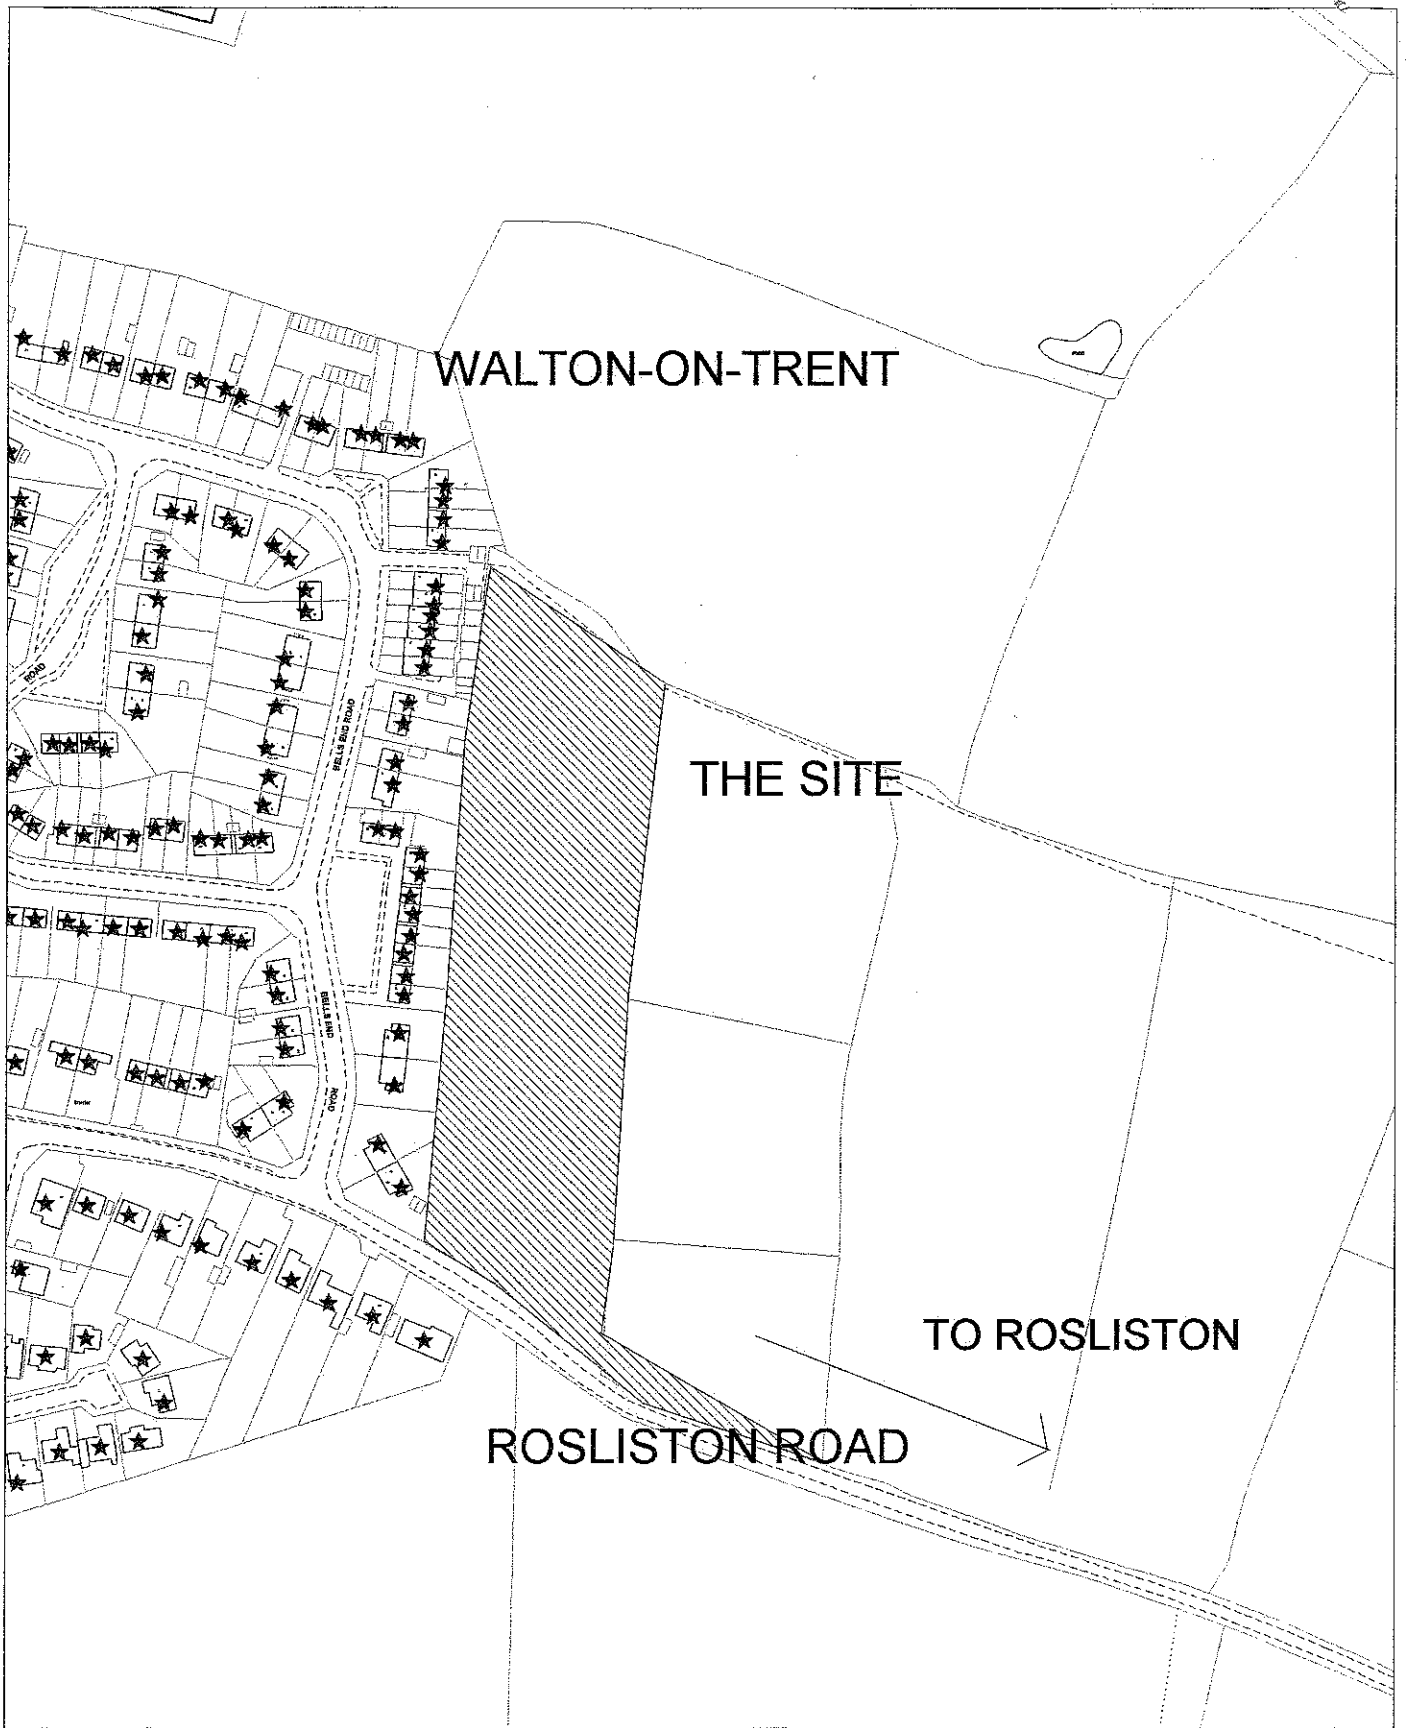 WALTON-ON-TRENT
ROAD
BELLS END ROAD
THE SITE
BELLS END
ROAD
TO ROSLISTON
ROSLISTON ROAD